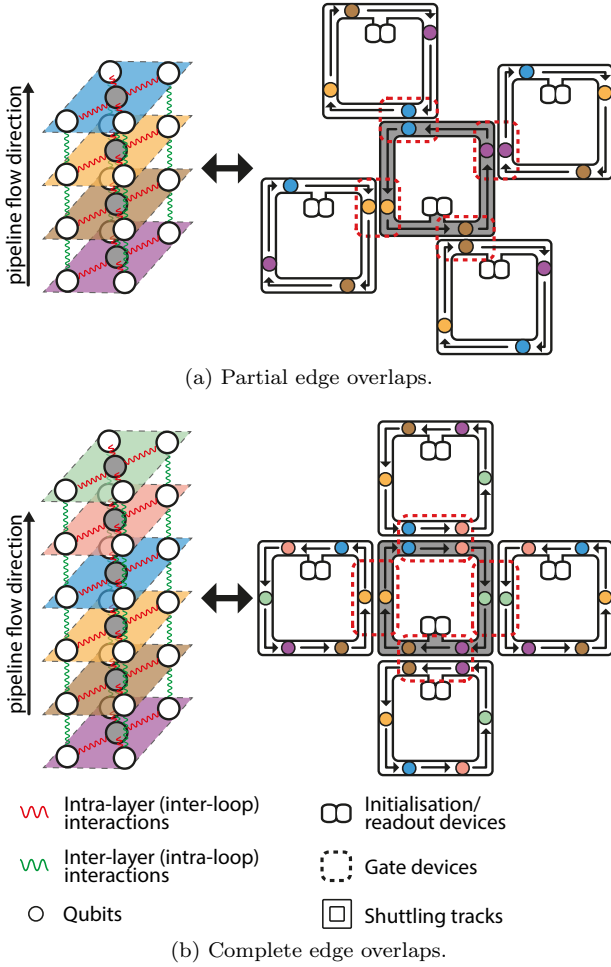 pipeline flow direction
(a) Partial edge overlaps.
pipeline flow direction
Intra-layer (inter-loop)
interactions
Initialisation/
readout devices
Inter-layer (intra-loop)
interactions
Gate devices
Qubits
Shuttling tracks
(b) Complete edge overlaps.